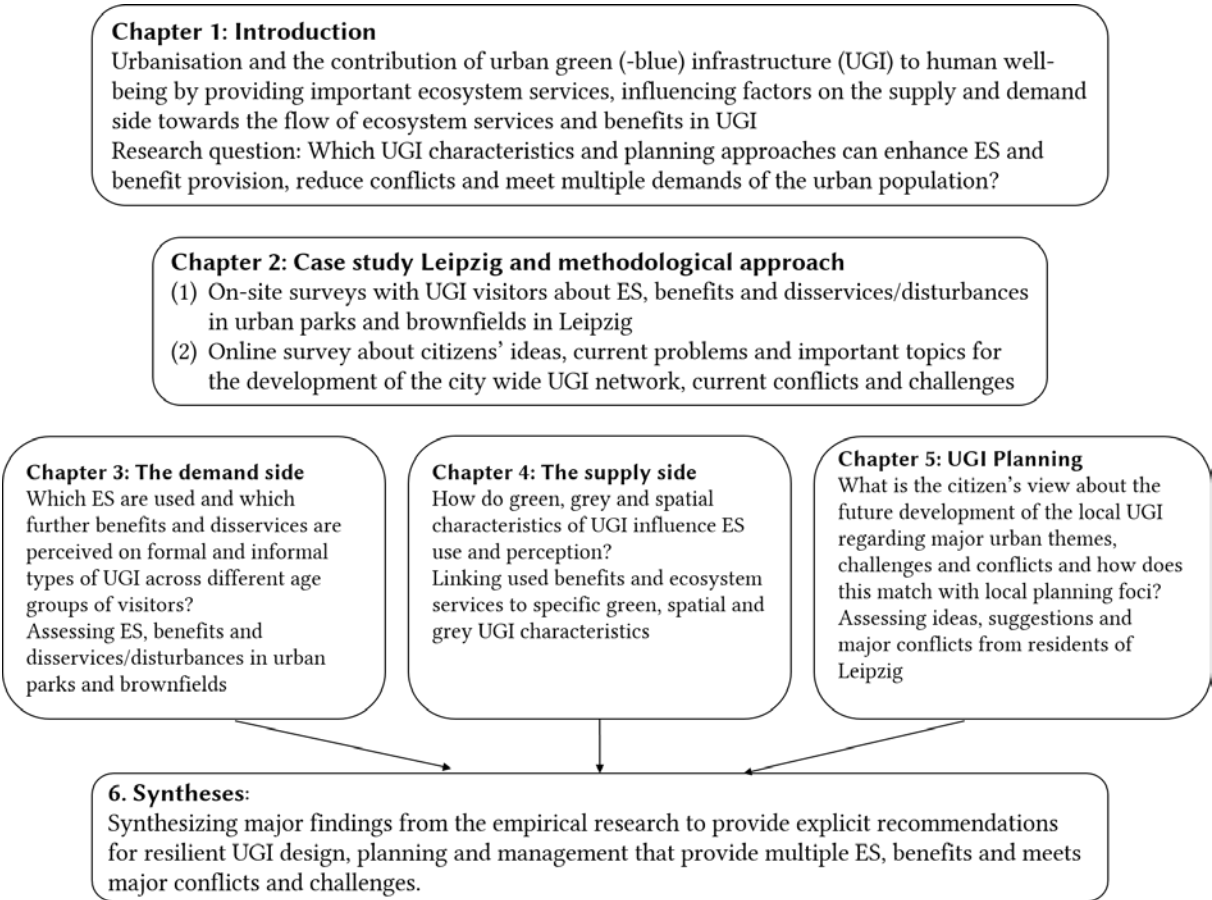 Chapter 1: Introduction
Urbanisation and the contribution of urban green (-blue) infrastructure (UGI) to human well-
being by providing important ecosystem services, influencing factors on the supply and demand
side towards the flow of ecosystem services and benefits in UGI
Research question: Which UGI characteristics and planning approaches can enhance ES and
benefit provision, reduce conflicts and meet multiple demands of the urban population?
Chapter 2: Case study Leipzig and methodological approach
(1) On-site surveys with UGI visitors about ES, benefits and disservices/disturbances
in urban parks and brownfields in Leipzig
(2) Online survey about citizens' ideas, current problems and important topics for
the development of the city wide UGI network, current conflicts and challenges
Chapter 3: The demand side
Which ES are used and which
further benefits and disservices are
perceived on formal and informal
types of UGI across different age
groups of visitors?
Assessing ES, benefits and
disservices/disturbances in urban
parks and brownfields
Chapter 4: The supply side
How do green, grey and spatial
characteristics of UGI influence ES
use and perception?
Linking used benefits and ecosystem
services to specific green, spatial and
grey UGI characteristics
Chapter 5: UGI Planning
What is the citizen's view about the
future development of the local UGI
regarding major urban themes,
challenges and conflicts and how does
this match with local planning foci?
Assessing ideas, suggestions and
major conflicts from residents of
Leipzig
6. Syntheses:
Synthesizing major findings from the empirical research to provide explicit recommendations
for resilient UGI design, planning and management that provide multiple ES, benefits and meets
major conflicts and challenges.